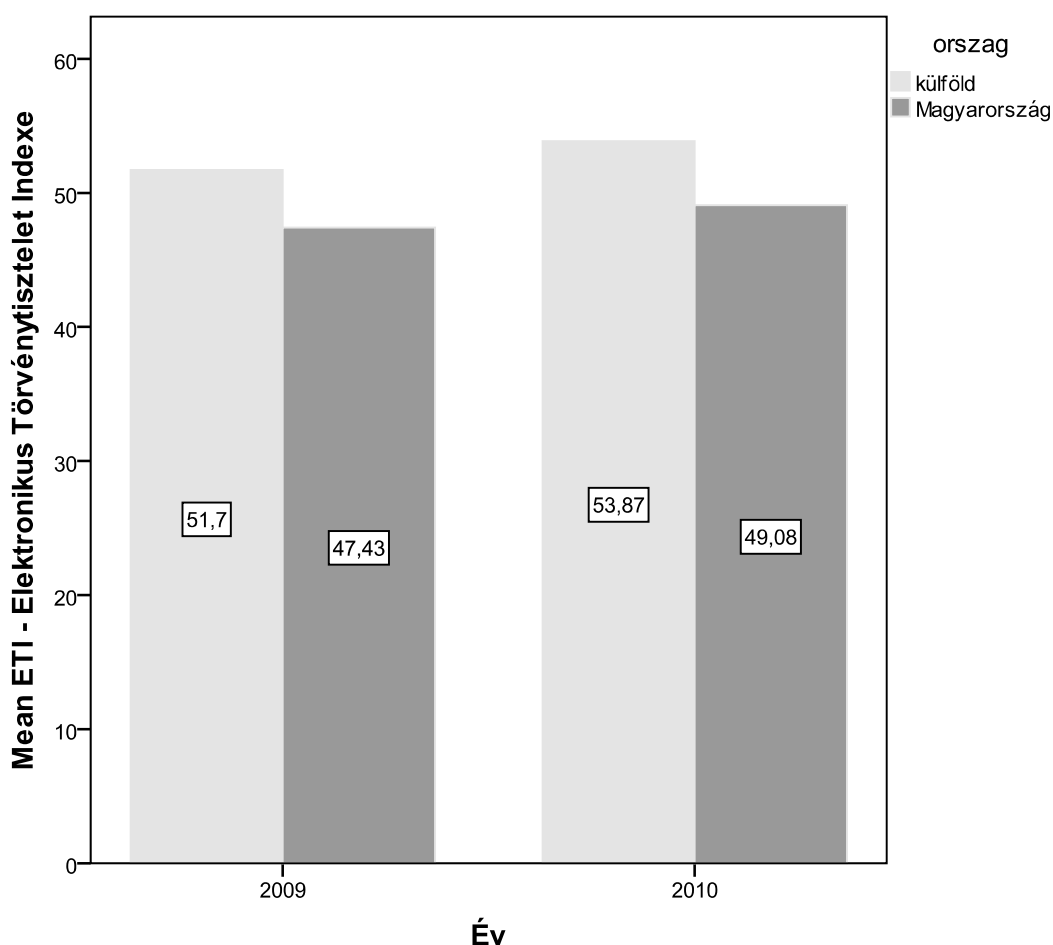 Mean ETI - Elektronikus Törvénytisztelet Indexe
60
50
40
30
20
10
0
51,7
47,43
53,87
49,08
2009
2010
Év
orszag
külföld
Magyarország